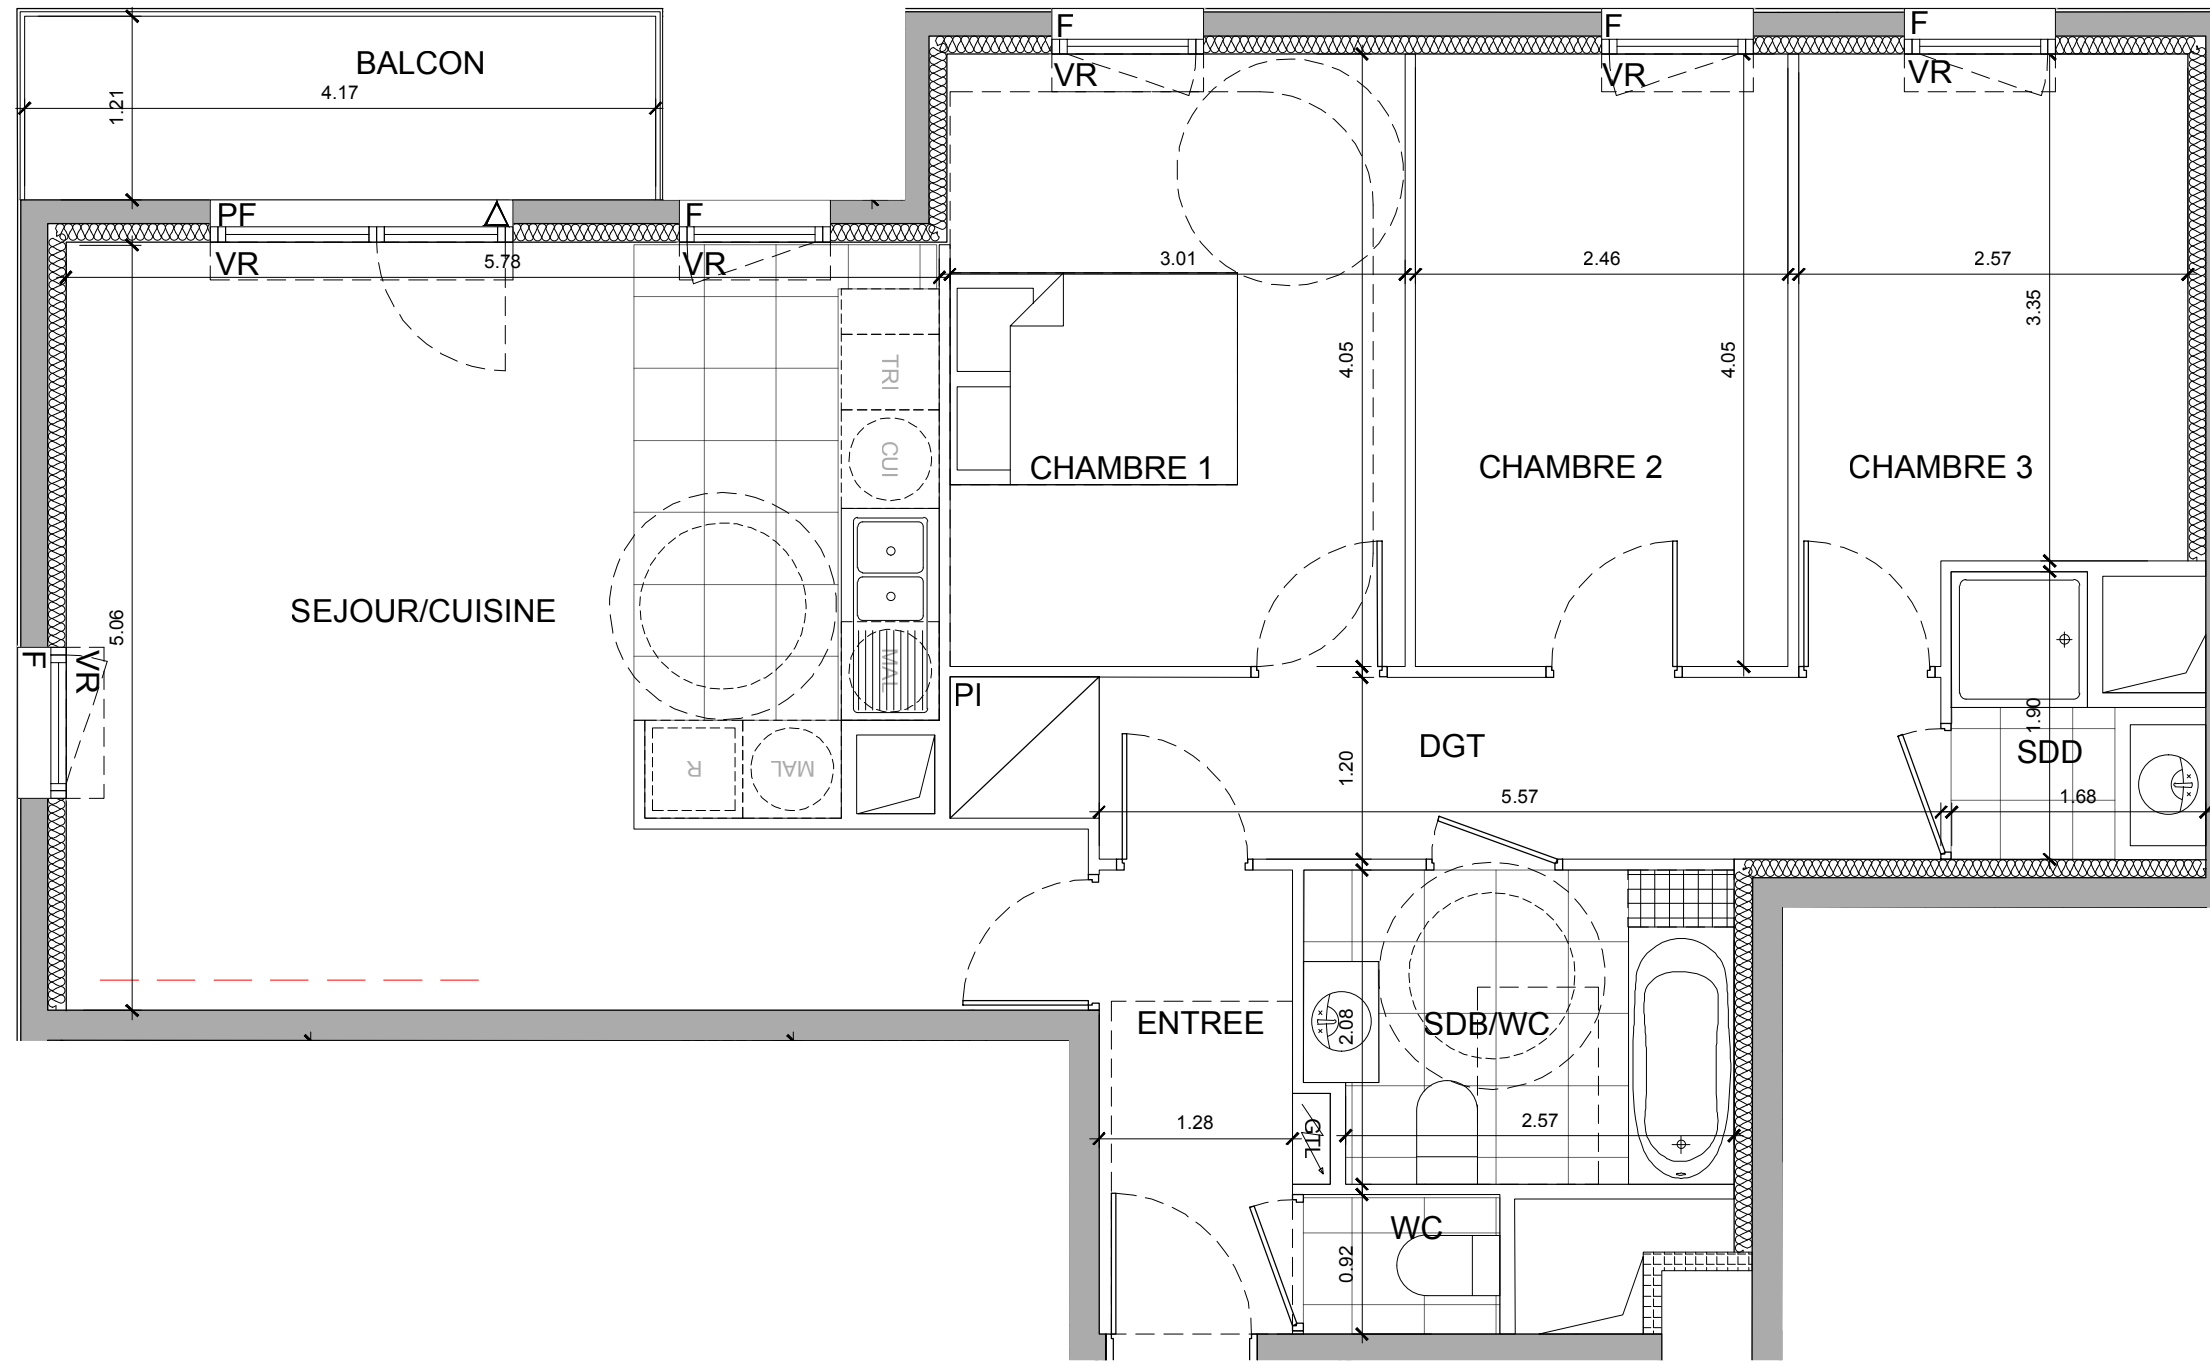 BALCON
4.17
1.21
F
VR
F
VR
F
VR
PF
VR
5.78
F
VR
3.01
2.46
2.57
3.35
4.05
4.05
TRI
CUI
CHAMBRE 1
CHAMBRE 2
CHAMBRE 3
SEJOUR/CUISINE
5.06
F
VR
MAL
PI
R
MAL
DGT
1.20
5.57
1.90
SDD
1.68
ENTREE
2.08
SDB/WC
1.28
GTL
2.57
WC
0.92